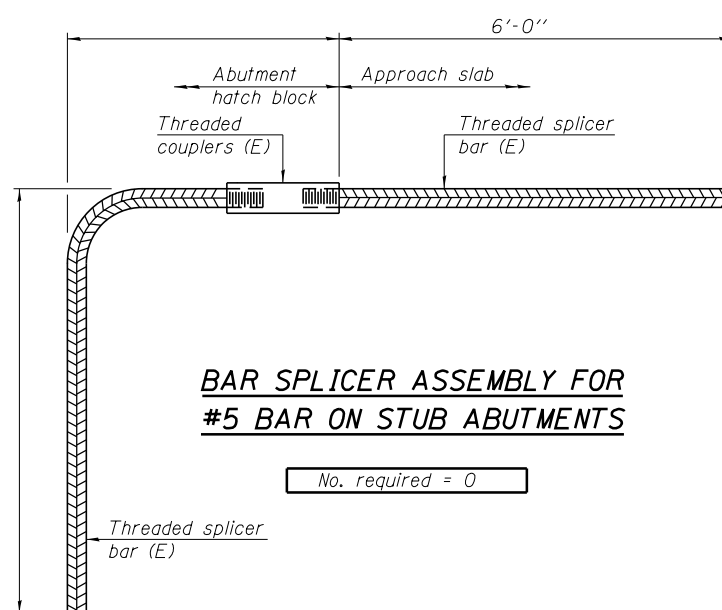 6'-0''
Abutment
hatch block
Approach slab
Threaded
couplers (E)
Threaded splicer
bar (E)
BAR SPLICER ASSEMBLY FOR
#5 BAR ON STUB ABUTMENTS
No. required = 0
Threaded splicer
bar (E)